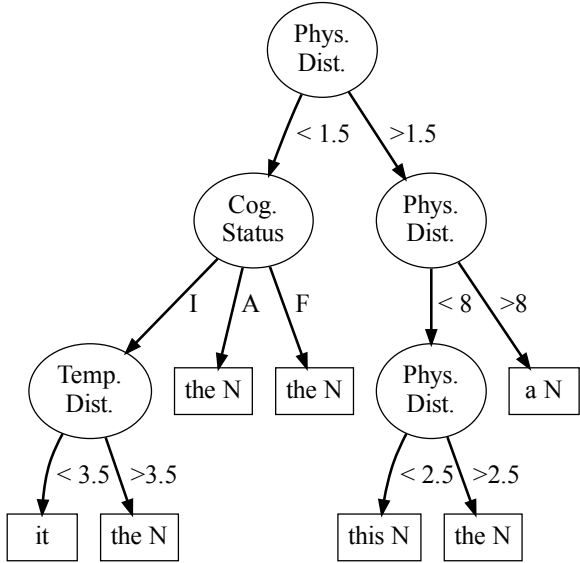 Phys.
Dist.
< 1.5
>1.5
Cog.
Status
Phys.
Dist.
I
A
F
< 8
>8
Temp.
Dist.
the N
the N
Phys.
Dist.
a N
< 3.5
>3.5
< 2.5
>2.5
it
the N
this N
the N